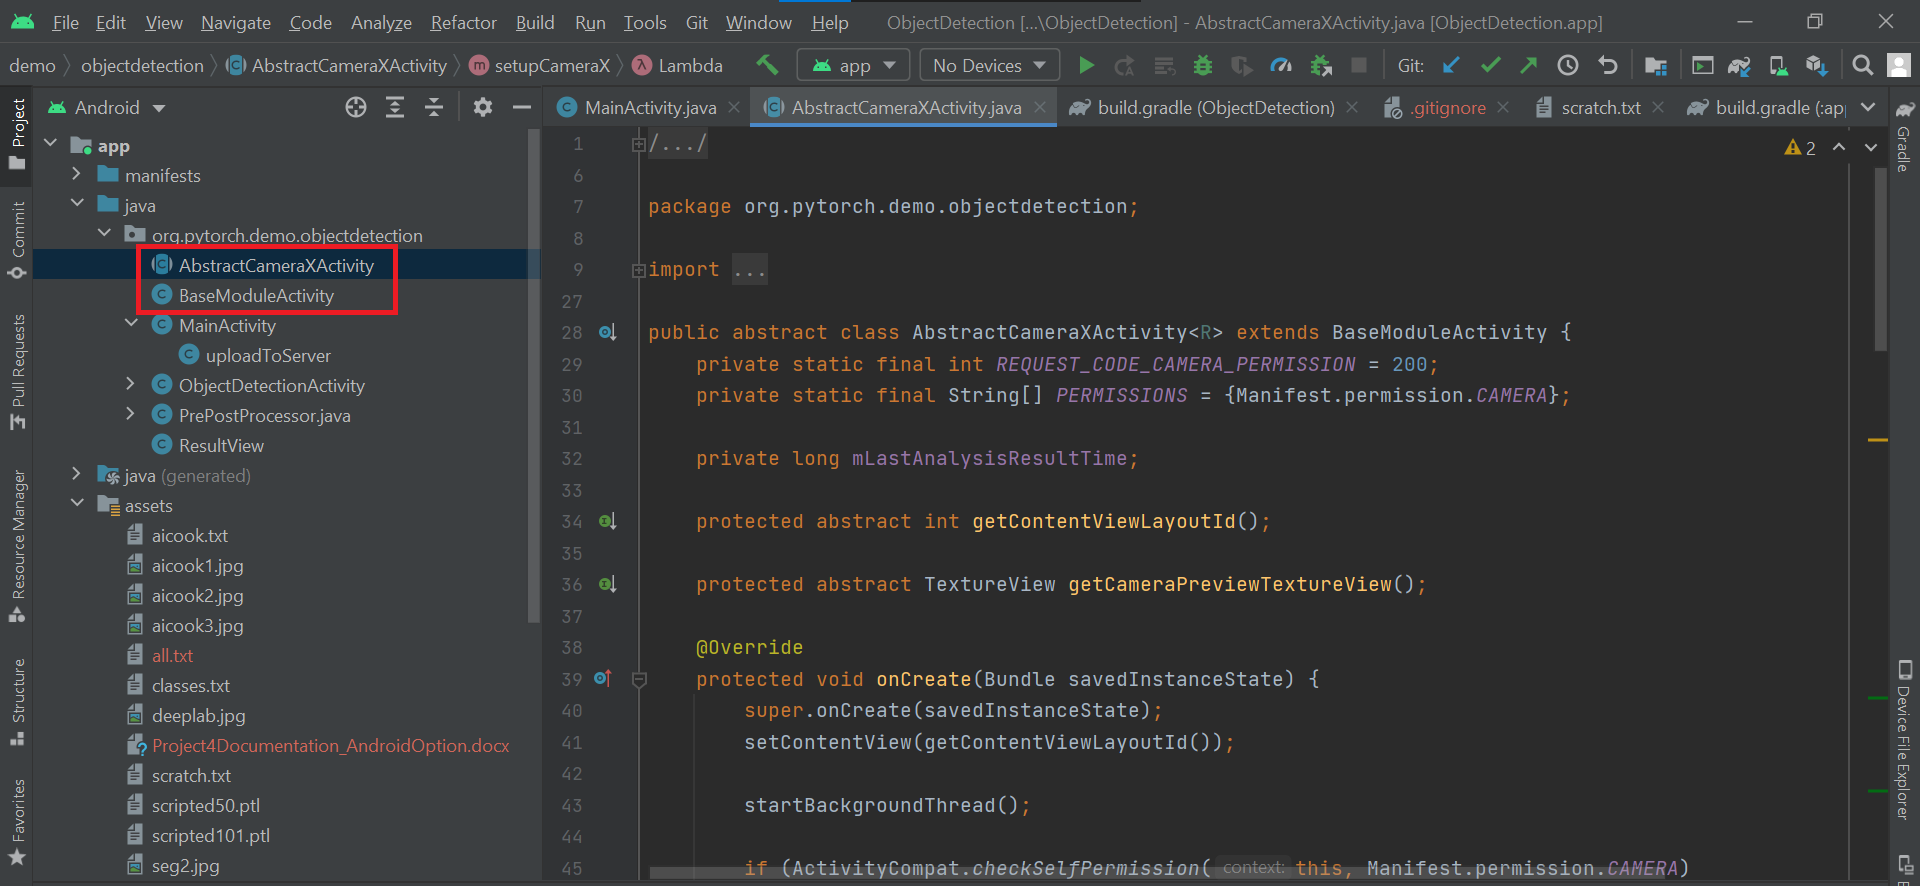 File Edit View Navigate Code Analyze Refactor Build Run Tools Git Window Help ObjectDetection [...\ObjectDetection] - AbstractCameraXActivity.java [ObjectDetection.app]
demo objectdetection AbstractCameraXActivity setupCameraX Lambda app No Devices Git:
Android
MainActivity.java AbstractCameraXActivity.java build.gradle (ObjectDetection) .gitignore scratch.txt build.gradle (:app
Project
Commit
Pull Requests
Resource Manager
Structure
Favorites
app
manifests
java
org.pytorch.demo.objectdetection
AbstractCameraXActivity
BaseModuleActivity
MainActivity
uploadToServer
ObjectDetectionActivity
PrePostProcessor.java
ResultView
java (generated)
assets
aicook.txt
aicook1.jpg
aicook2.jpg
aicook3.jpg
all.txt
classes.txt
deeplab.jpg
Project4Documentation_AndroidOption.docx
scratch.txt
scripted50.ptl
scripted101.ptl
seg2.jpg
2
1 /.../
6
7 package org.pytorch.demo.objectdetection;
8
9 import ...
27
28 public abstract class AbstractCameraXActivity<R> extends BaseModuleActivity {
29 private static final int REQUEST_CODE_CAMERA_PERMISSION = 200;
30 private static final String[] PERMISSIONS = {Manifest.permission.CAMERA};
31
32 private long mLastAnalysisResultTime;
33
34 protected abstract int getContentViewLayoutId();
35
36 protected abstract TextureView getCameraPreviewTextureView();
37
38 @Override
39 protected void onCreate(Bundle savedInstanceState) {
40 super.onCreate(savedInstanceState);
41 setContentView(getContentViewLayoutId());
42
43 startBackgroundThread();
44
45 if (ActivityCompat.checkSelfPermission( context: this, Manifest.permission.CAMERA)
Gradle
Device File Explorer